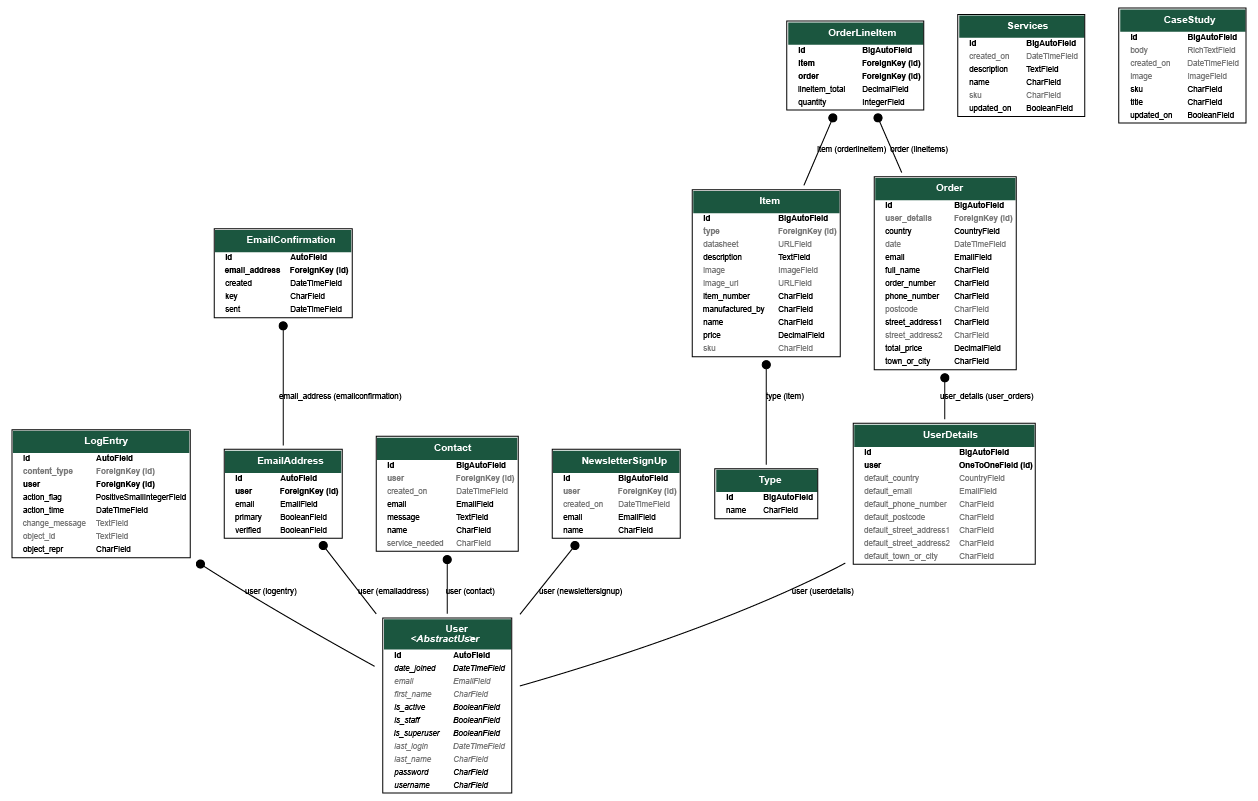 OrderLineItem
id BigAutoField
item ForeignKey (id)
order ForeignKey (id)
lineitem_total DecimalField
quantity IntegerField
Services
id BigAutoField
created_on DateTimeField
description TextField
name CharField
sku CharField
updated_on BooleanField
CaseStudy
id BigAutoField
body RichTextField
created_on DateTimeField
image ImageField
sku CharField
title CharField
updated_on BooleanField
item (orderlineitem)
order (lineitems)
Item
id BigAutoField
type ForeignKey (id)
datasheet URLField
description TextField
image ImageField
image_url URLField
item_number CharField
manufactured_by CharField
name CharField
price DecimalField
sku CharField
Order
id BigAutoField
user_details ForeignKey (id)
country CountryField
date DateTimeField
email EmailField
full_name CharField
order_number CharField
phone_number CharField
postcode CharField
street_address1 CharField
street_address2 CharField
total_price DecimalField
town_or_city CharField
EmailConfirmation
id AutoField
email_address ForeignKey (id)
created DateTimeField
key CharField
sent DateTimeField
email_address (emailconfirmation)
type (item)
user_details (user_orders)
LogEntry
id AutoField
content_type ForeignKey (id)
user ForeignKey (id)
action_flag PositiveSmallIntegerField
action_time DateTimeField
change_message TextField
object_id TextField
object_repr CharField
EmailAddress
id AutoField
user ForeignKey (id)
email EmailField
primary BooleanField
verified BooleanField
Contact
id BigAutoField
user ForeignKey (id)
created_on DateTimeField
email EmailField
message TextField
name CharField
service_needed CharField
NewsletterSignUp
id BigAutoField
user ForeignKey (id)
created_on DateTimeField
email EmailField
name CharField
Type
id BigAutoField
name CharField
UserDetails
id BigAutoField
user OneToOneField (id)
default_country CountryField
default_email EmailField
default_phone_number CharField
default_postcode CharField
default_street_address1 CharField
default_street_address2 CharField
default_town_or_city CharField
user (logentry)
user (emailaddress)
user (contact)
user (newslettersignup)
user (userdetails)
User
<AbstractUser>
id AutoField
date_joined DateTimeField
email EmailField
first_name CharField
is_active BooleanField
is_staff BooleanField
is_superuser BooleanField
last_login DateTimeField
last_name CharField
password CharField
username CharField